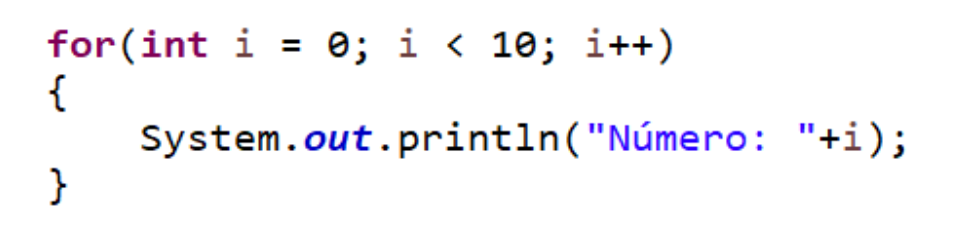 for(int i = 0; i < 10; i++)
{
    System.out.println("Número: "+i);
}